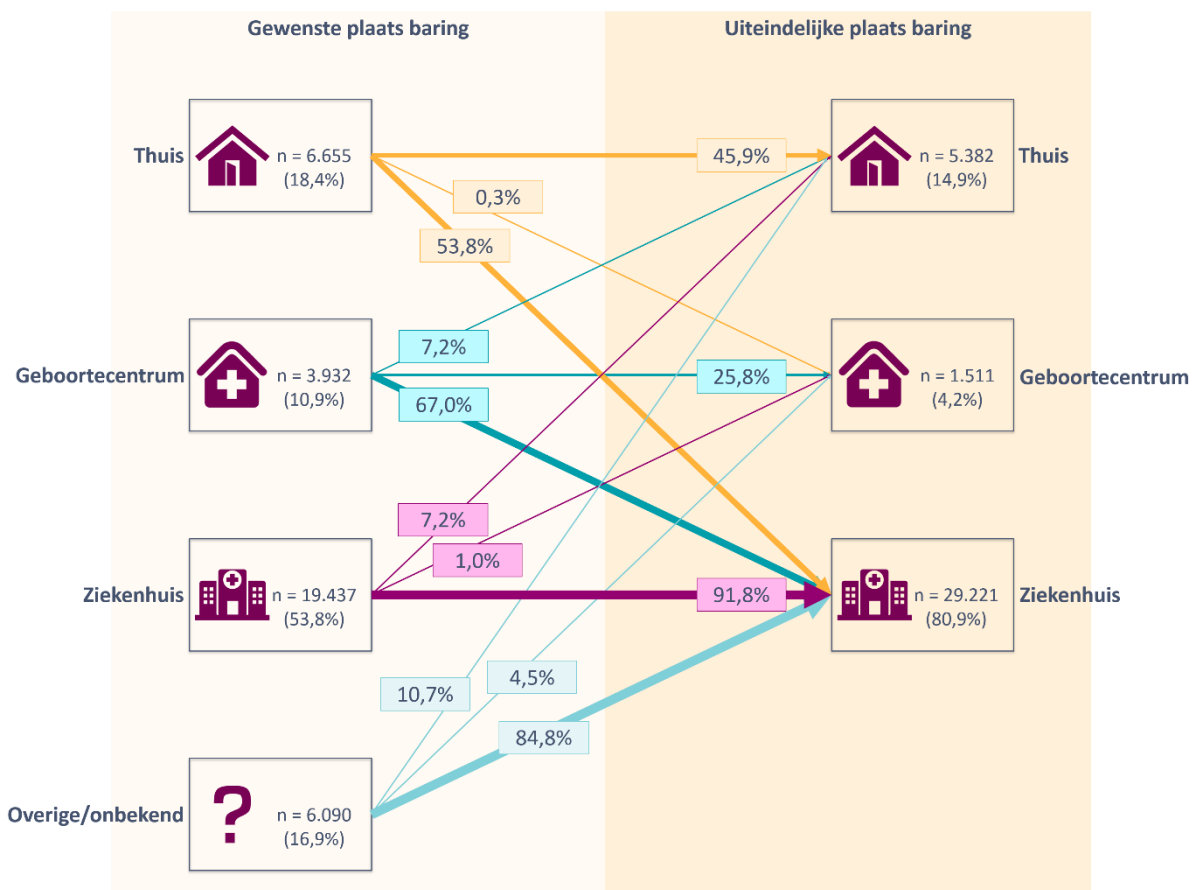 Gewenste plaats baring
Uiteindelijke plaats baring
Thuis
n = 6.655
(18,4%)
45,9%
n = 5.382
(14,9%)
Thuis
0,3%
53,8%
Geboortecentrum
n = 3.932
(10,9%)
7,2%
25,8%
67,0%
n = 1.511
(4,2%)
Geboortecentrum
7,2%
1,0%
Ziekenhuis
n = 19.437
(53,8%)
91,8%
n = 29.221
(80,9%)
Ziekenhuis
10,7%
4,5%
84,8%
Overige/onbekend
?
n = 6.090
(16,9%)